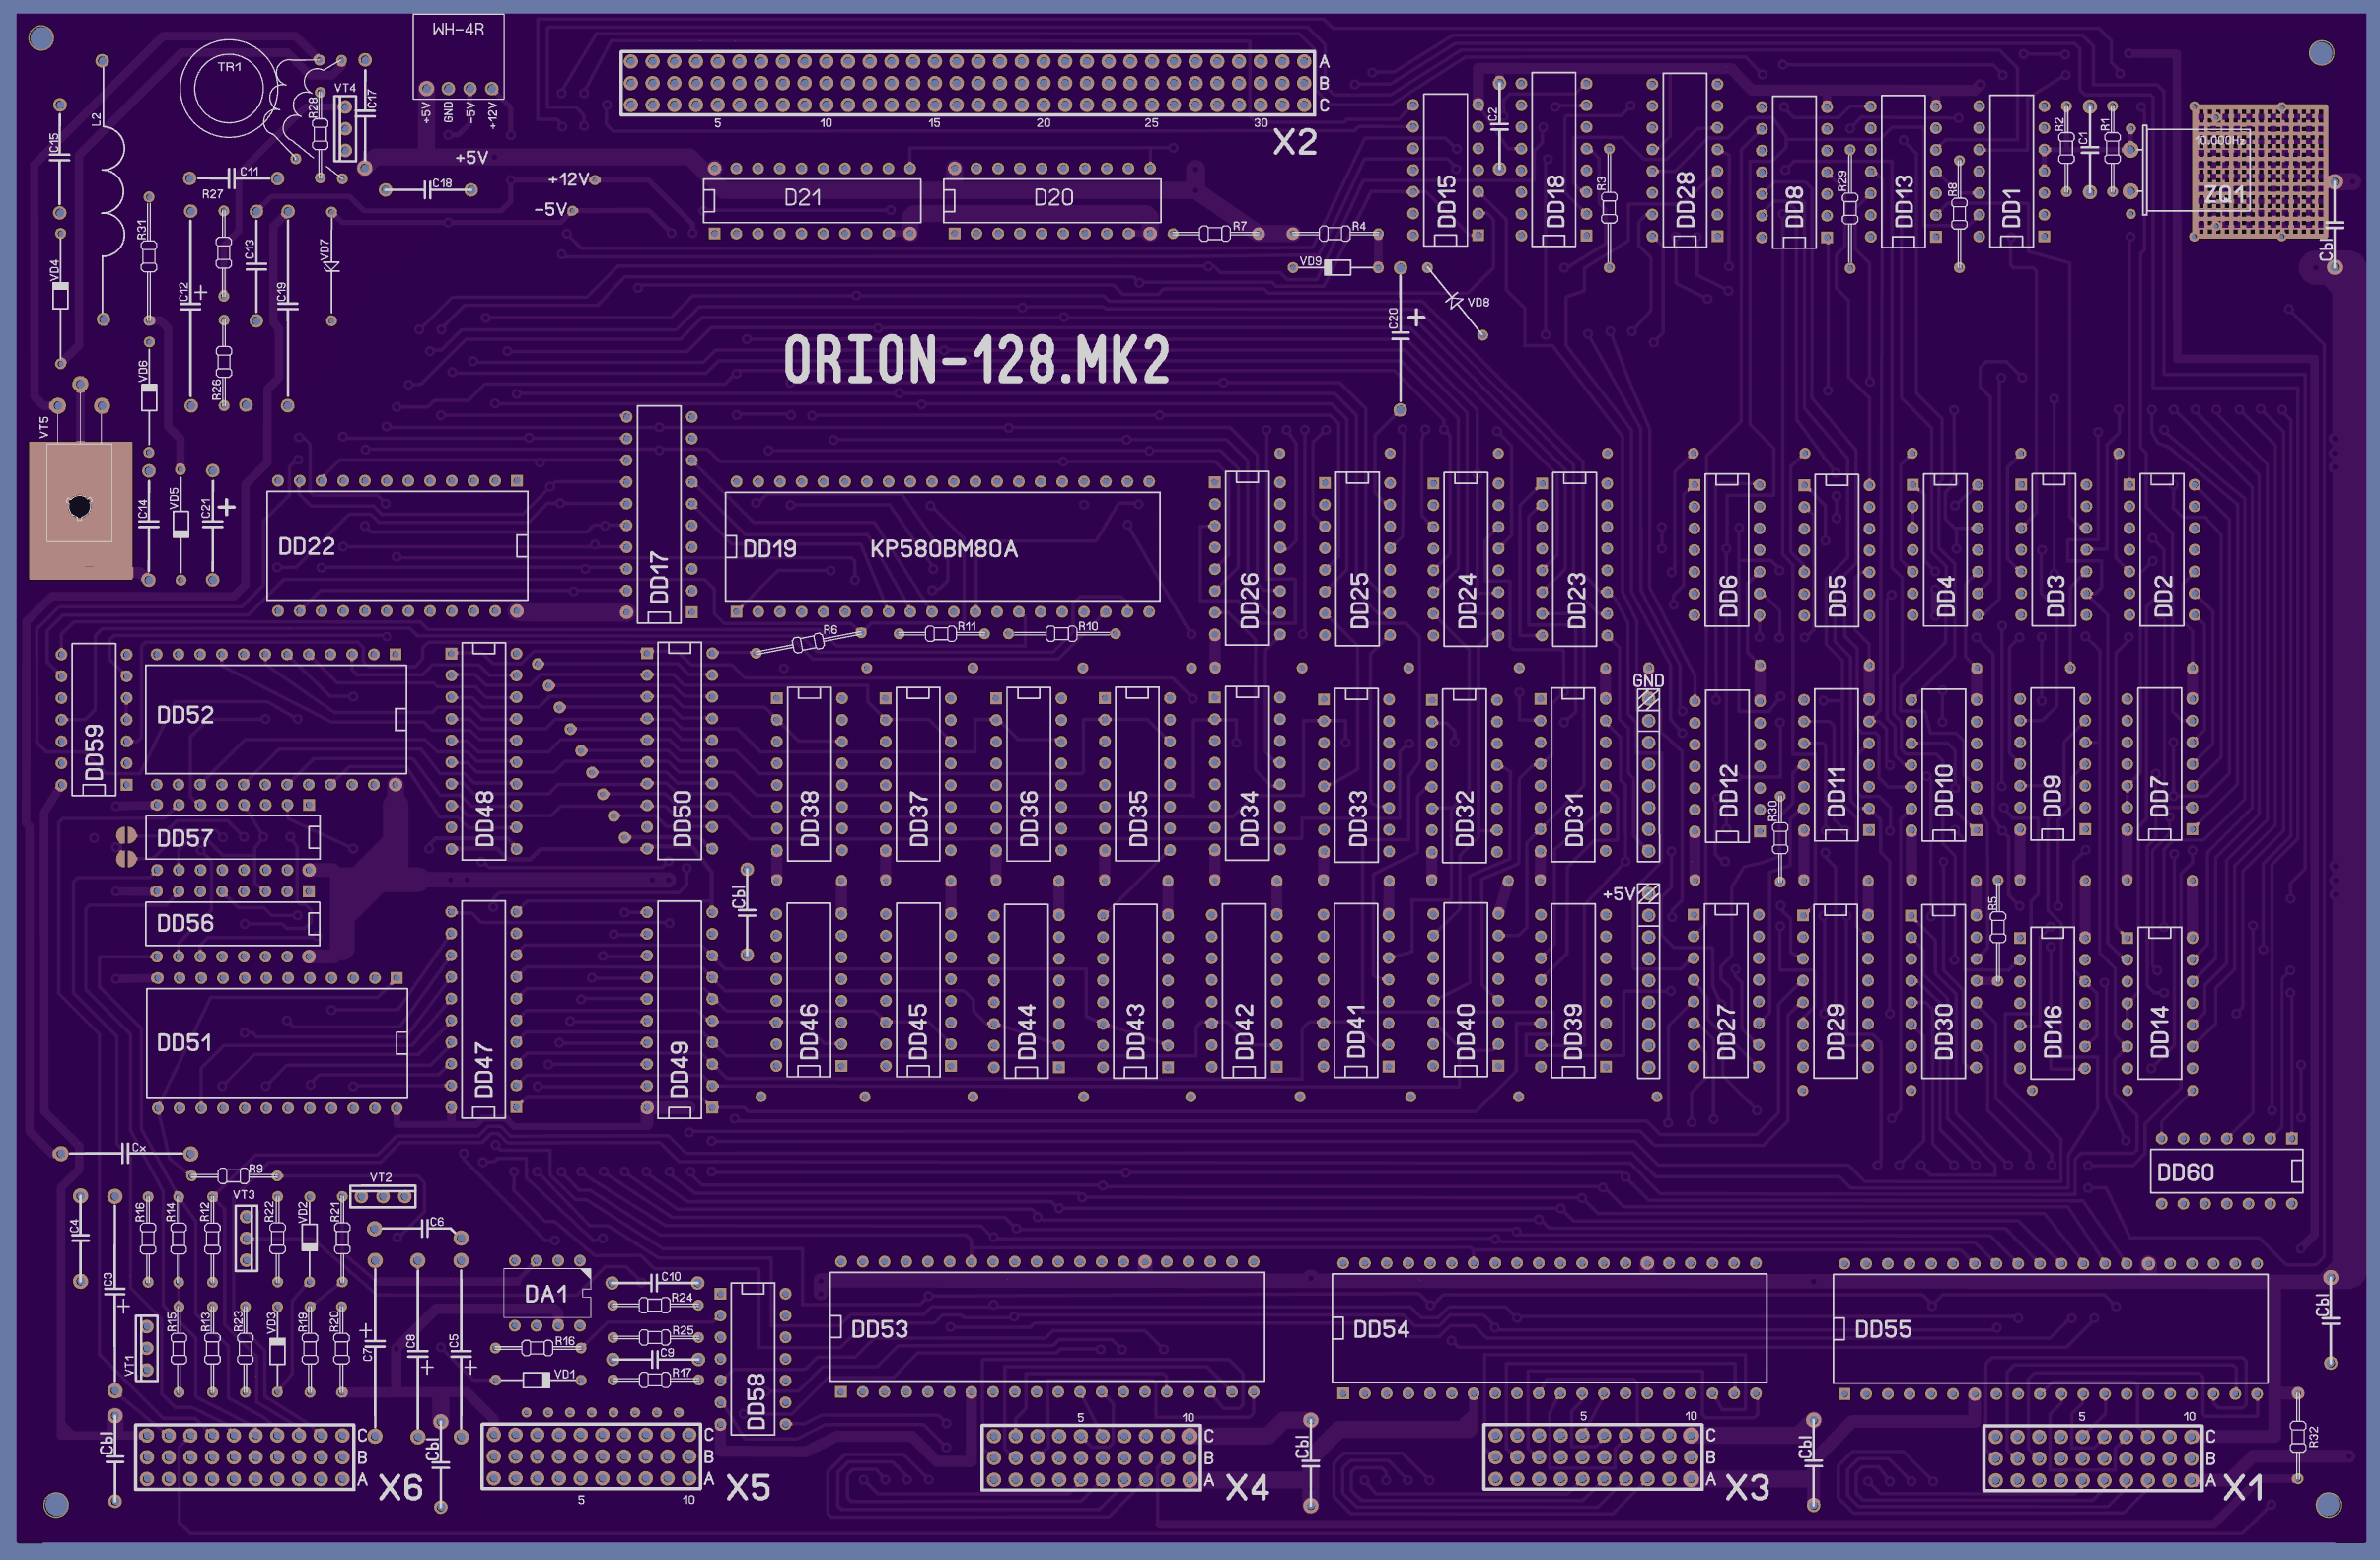 WH-4R
TR1
L2
C15
R28
VT4
C17
+5V
GND
-5V
+12V
A
B
C
5
10
15
20
25
30
X2
C2
R2
C1
R1
10.000Hz
ZQ1
Cbl
+5V
C11
C18
+12V
-5V
R27
D21
D20
DD15
DD18
R3
DD28
DD8
R29
DD13
R8
DD1
R31
VD4
C12
+
C13
C19
VD7
R7
R4
VD9
VD8
C20
+
ORION-128.MK2
VD6
R26
VT5
C14
VD5
C21
+
DD22
DD17
DD19
KP580BM80A
DD26
DD25
DD24
DD23
DD6
DD5
DD4
DD3
DD2
R6
R11
R10
GND
DD59
DD52
DD48
DD50
DD38
DD37
DD36
DD35
DD34
DD33
DD32
DD31
DD12
R30
DD11
DD10
DD9
DD7
DD57
DD56
Cbl
+5V
R5
DD51
DD47
DD49
DD46
DD45
DD44
DD43
DD42
DD41
DD40
DD39
DD27
DD29
DD30
DD16
DD14
Cx
R9
VT3
VT2
DD60
C4
C3
+
R16
R14
R12
R22
VD2
R21
C6
VT1
R15
R13
R23
VD3
R19
R20
C7
+
C8
+
C5
+
DA1
C10
R24
R25
R16
C9
VD1
R17
DD58
DD53
DD54
DD55
Cbl
R32
Cbl
C
B
A
X6
Cbl
C
B
A
5
10
X5
5
10
C
B
A
X4
Cbl
5
10
C
B
A
X3
Cbl
5
10
C
B
A
X1